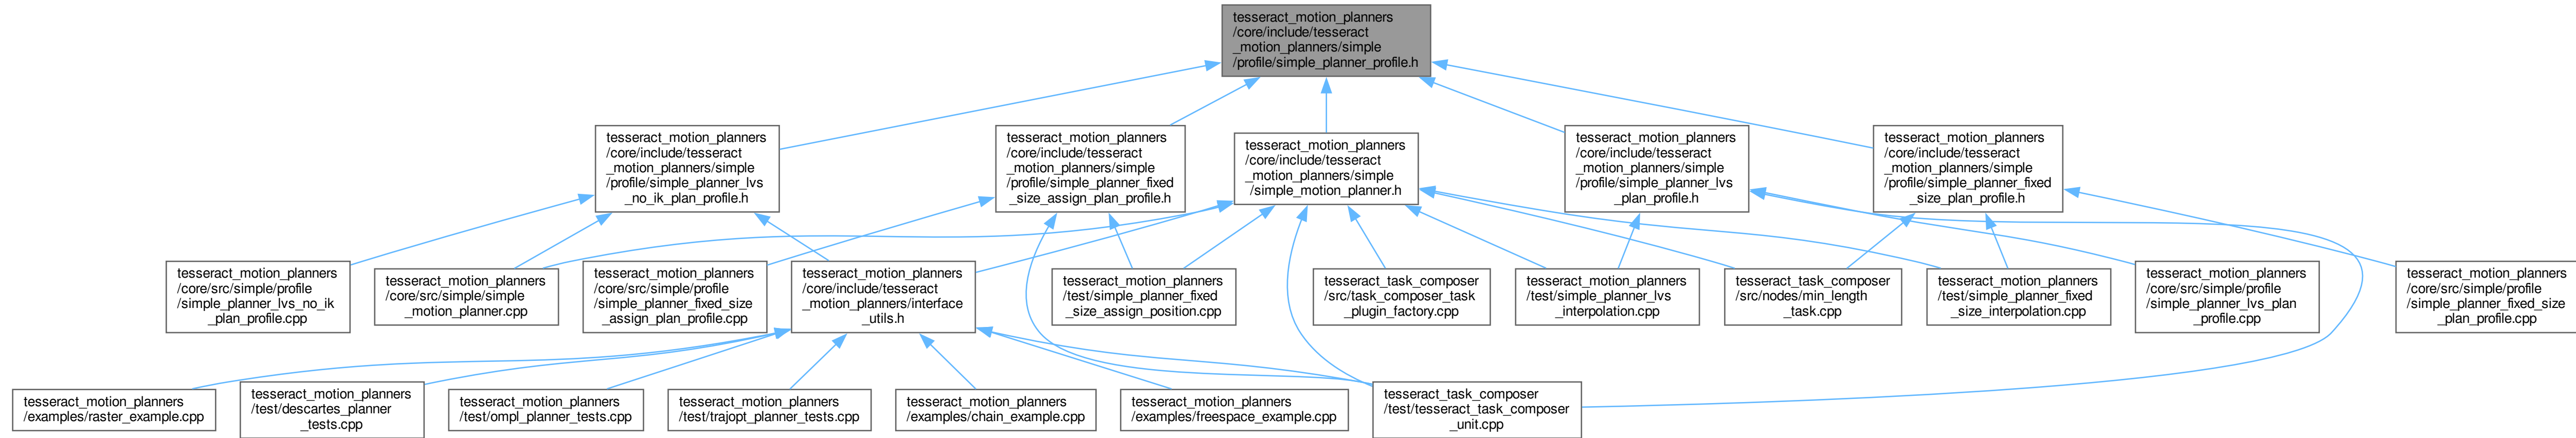 tesseract_motion_planners
/core/include/tesseract
_motion_planners/simple
/profile/simple_planner_profile.h
tesseract_motion_planners
/core/include/tesseract
_motion_planners/simple
/profile/simple_planner_lvs
_no_ik_plan_profile.h
tesseract_motion_planners
/core/include/tesseract
_motion_planners/simple
/profile/simple_planner_fixed
_size_assign_plan_profile.h
tesseract_motion_planners
/core/include/tesseract
_motion_planners/simple
/simple_motion_planner.h
tesseract_motion_planners
/core/include/tesseract
_motion_planners/simple
/profile/simple_planner_lvs
_plan_profile.h
tesseract_motion_planners
/core/include/tesseract
_motion_planners/simple
/profile/simple_planner_fixed
_size_plan_profile.h
tesseract_motion_planners
/core/src/simple/profile
/simple_planner_lvs_no_ik
_plan_profile.cpp
tesseract_motion_planners
/core/src/simple/simple
_motion_planner.cpp
tesseract_motion_planners
/core/src/simple/profile
/simple_planner_fixed_size
_assign_plan_profile.cpp
tesseract_motion_planners
/core/include/tesseract
_motion_planners/interface
_utils.h
tesseract_motion_planners
/test/simple_planner_fixed
_size_assign_position.cpp
tesseract_task_composer
/src/task_composer_task
_plugin_factory.cpp
tesseract_motion_planners
/test/simple_planner_lvs
_interpolation.cpp
tesseract_task_composer
/src/nodes/min_length
_task.cpp
tesseract_motion_planners
/test/simple_planner_fixed
_size_interpolation.cpp
tesseract_motion_planners
/core/src/simple/profile
/simple_planner_lvs_plan
_profile.cpp
tesseract_motion_planners
/core/src/simple/profile
/simple_planner_fixed_size
_plan_profile.cpp
tesseract_motion_planners
/examples/raster_example.cpp
tesseract_motion_planners
/test/descartes_planner
_tests.cpp
tesseract_motion_planners
/test/ompl_planner_tests.cpp
tesseract_motion_planners
/test/trajopt_planner_tests.cpp
tesseract_motion_planners
/examples/chain_example.cpp
tesseract_motion_planners
/examples/freespace_example.cpp
tesseract_task_composer
/test/tesseract_task_composer
_unit.cpp